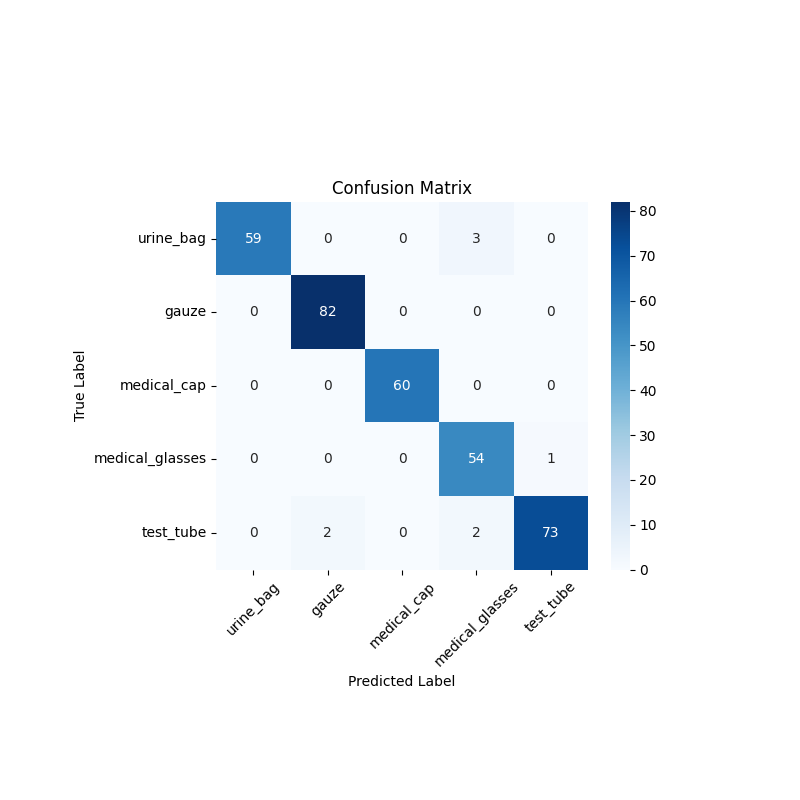 Confusion Matrix
True Label
urine_bag 59 0 0 3 0
gauze 0 82 0 0 0
medical_cap 0 0 60 0 0
medical_glasses 0 0 0 54 1
test_tube 0 2 0 2 73
urine_bag gauze medical_cap medical_glasses test_tube
Predicted Label
80
70
60
50
40
30
20
10
0